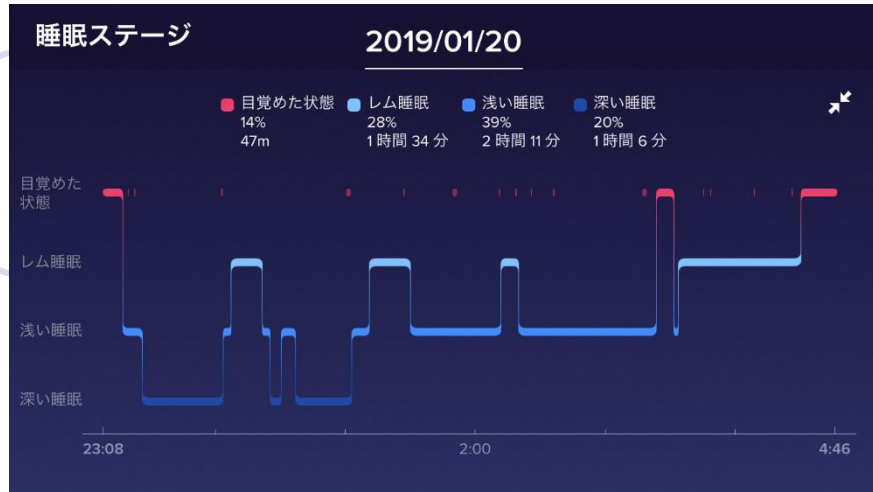 睡眠ステージ
2019/01/20
目覚めた状態
14%
47m
レム睡眠
28%
1時間 34 分
浅い睡眠
39%
2 時間 11 分
深い睡眠
20%
1時間 6 分
目覚めた
状態
レム睡眠
浅い睡眠
深い睡眠
23:08
2:00
4:46